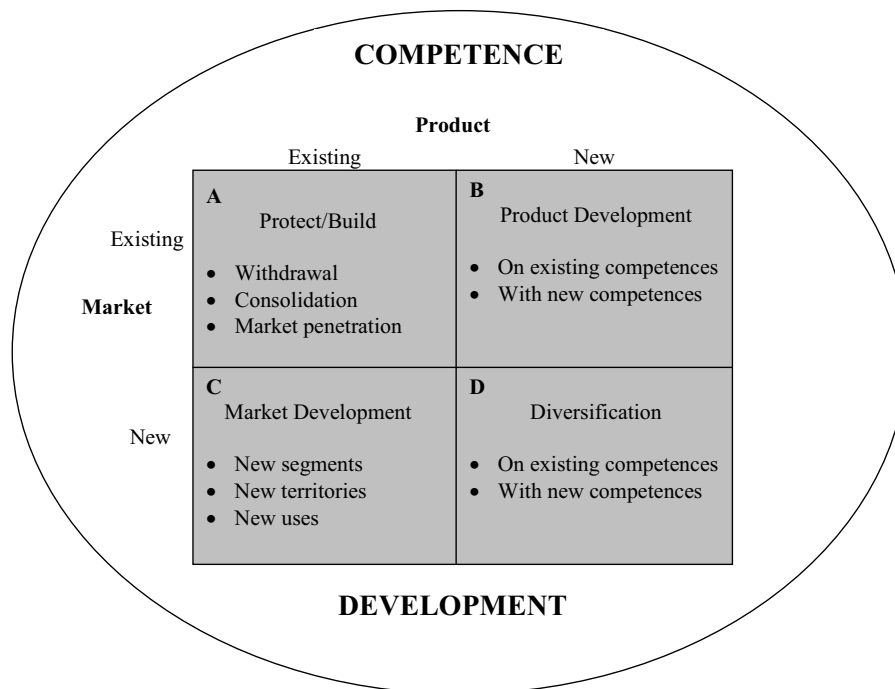 COMPETENCE
Product
Existing New
A
Protect/Build
• Withdrawal
• Consolidation
• Market penetration
B
Product Development
• On existing competences
• With new competences
Existing
Market
New
C
Market Development
• New segments
• New territories
• New uses
D
Diversification
• On existing competences
• With new competences
DEVELOPMENT